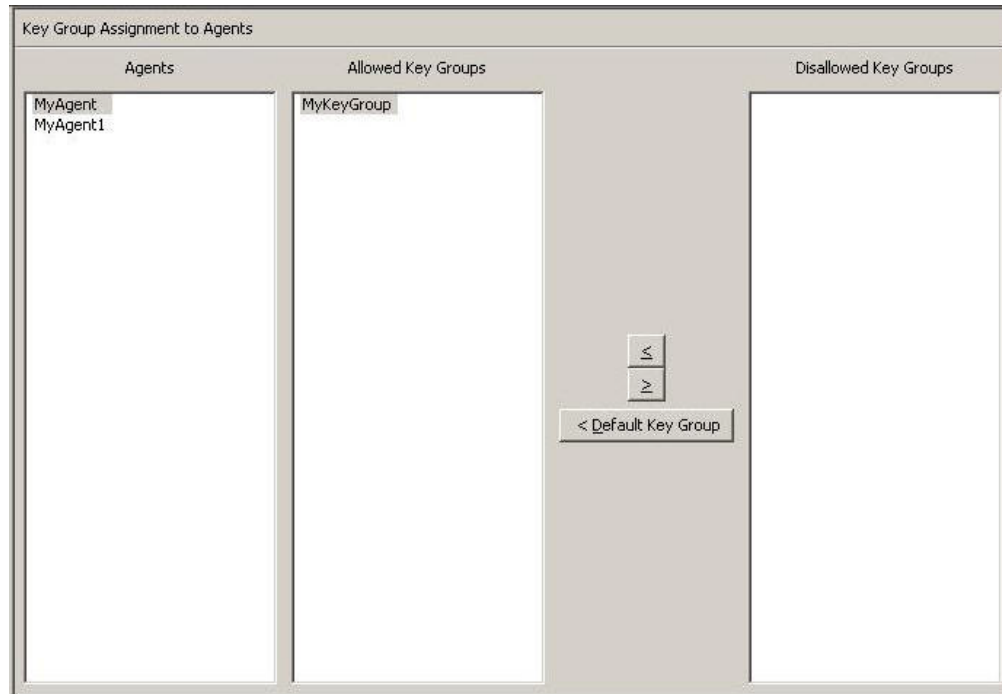 Key Group Assignment to Agents
Agents
Allowed Key Groups
Disallowed Key Groups
MyAgent
MyAgent1
MyKeyGroup
<
>
< Default Key Group